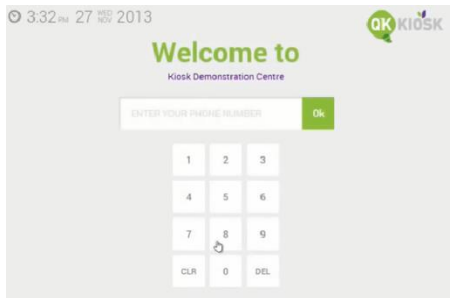 3:32 PM 27 WED NOV 2013
QK KIOSK
Welcome to
Kiosk Demonstration Centre
ENTER YOUR PHONE NUMBER Ok
1 2 3
4 5 6
7 8 9
CLR 0 DEL